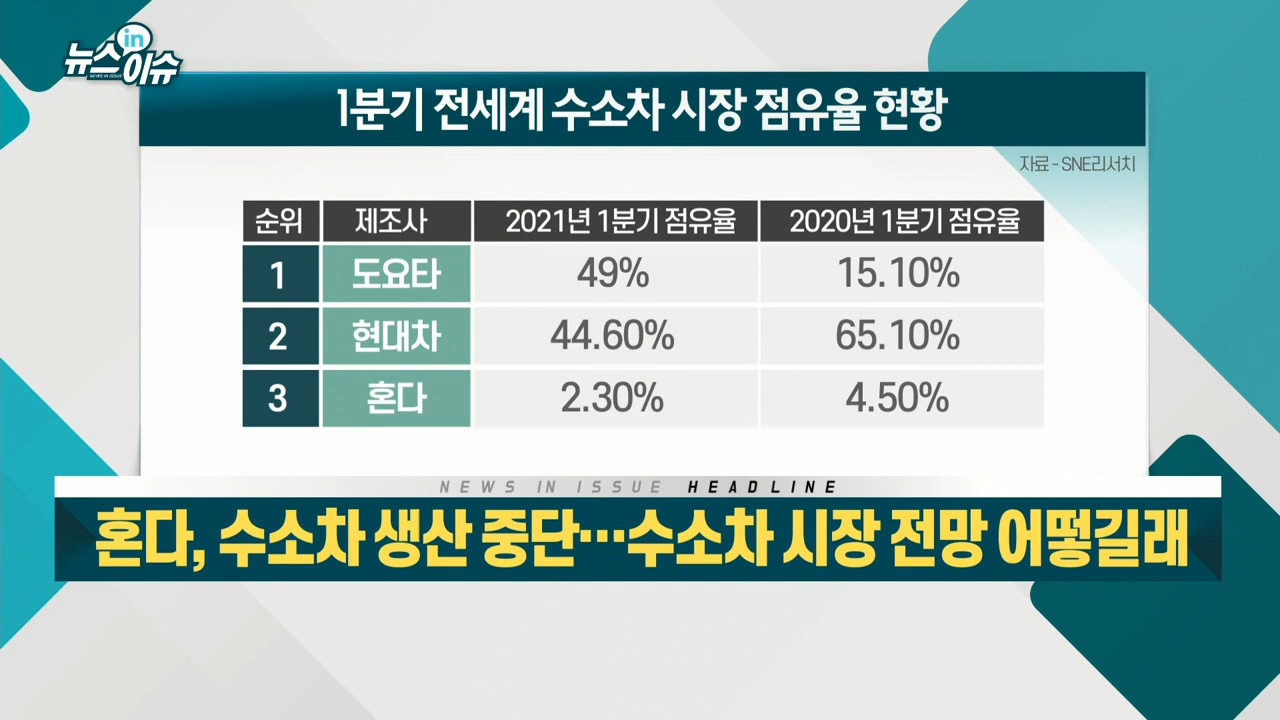 뉴스in이슈
NEWS IN ISSUE
1분기 전세계 수소차 시장 점유율 현황
자료 - SNE리서치
순위 제조사 2021년 1분기 점유율 2020년 1분기 점유율
1 도요타 49% 15.10%
2 현대차 44.60% 65.10%
3 혼다 2.30% 4.50%
NEWS IN ISSUE HEADLINE
혼다, 수소차 생산 중단…수소차 시장 전망 어떻길래